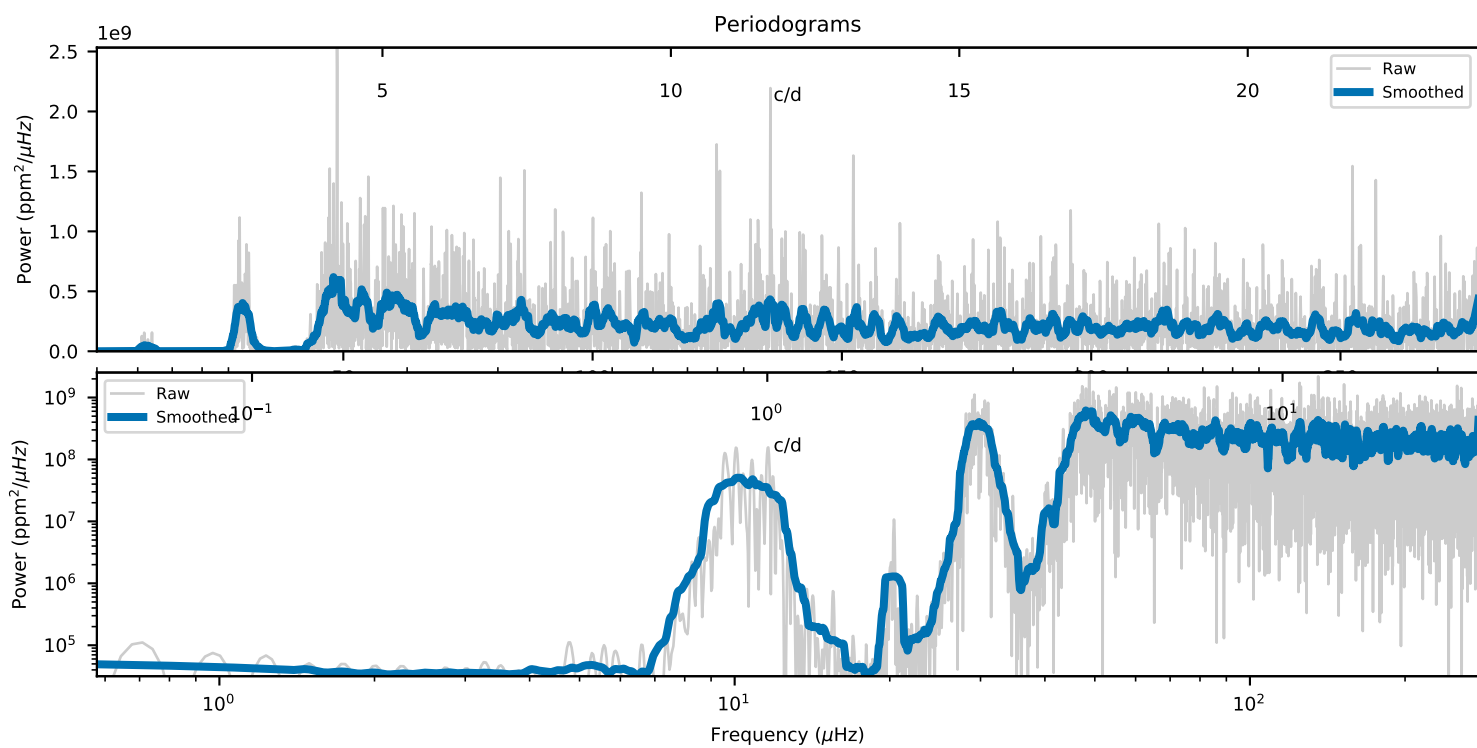 Periodograms
1e9
2.5
2.0
1.5
1.0
0.5
0.0
Power (ppm²/μHz)
5 10 15 20
c/d
Raw
Smoothed
10⁹
10⁸
10⁷
10⁶
10⁵
Power (ppm²/μHz)
Raw
Smoothed
10⁻¹ 10⁰ 10¹
c/d
10⁰ 10¹ 10²
Frequency (μHz)